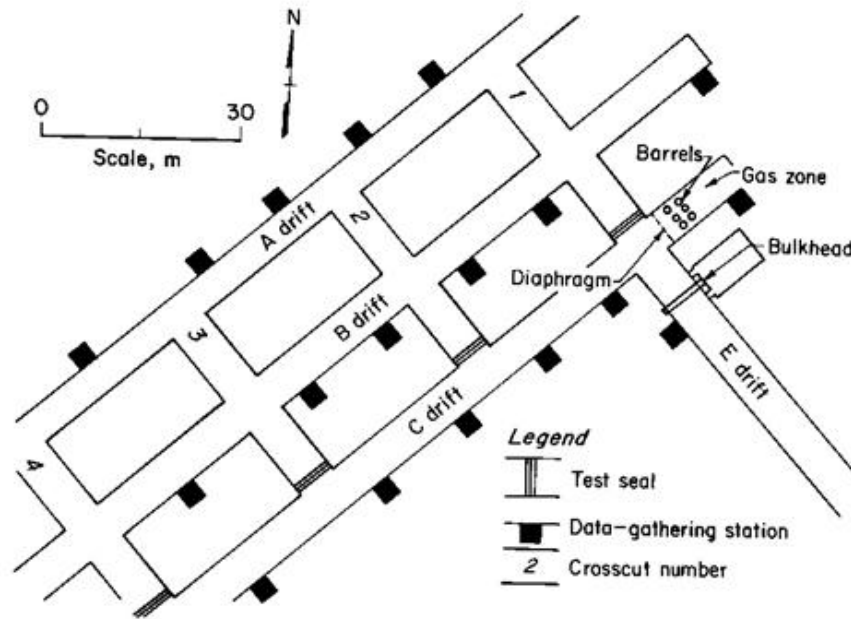 N
0 30
Scale, m
1
Barrels
Gas zone
A drift
2
Diaphragm
Bulkhead
B drift
3
E drift
C drift
4
Legend
Test seal
Data-gathering station
2 Crosscut number